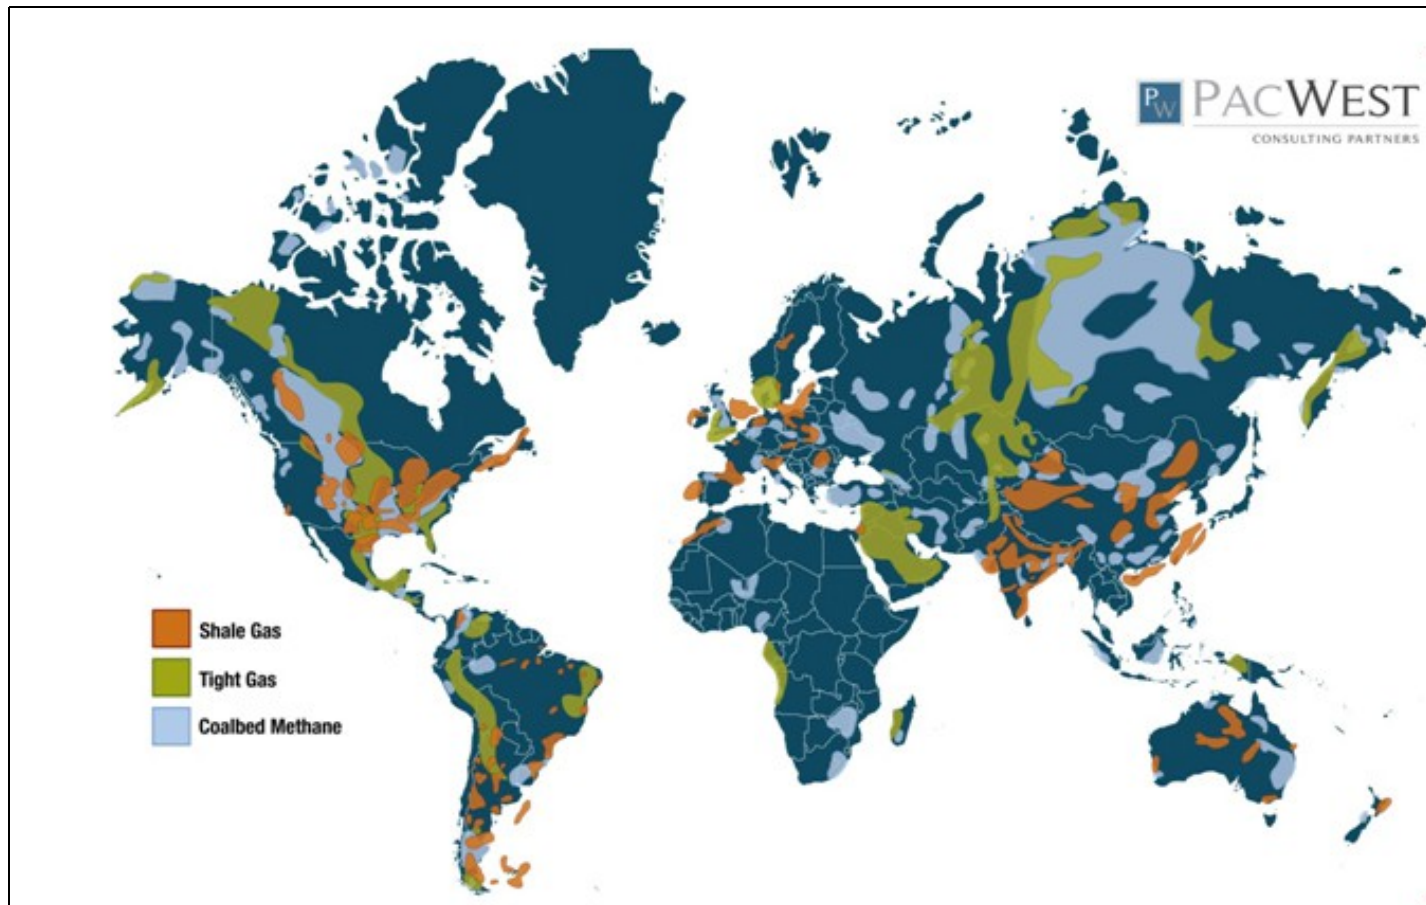 PW PACWEST
CONSULTING PARTNERS
Shale Gas
Tight Gas
Coalbed Methane